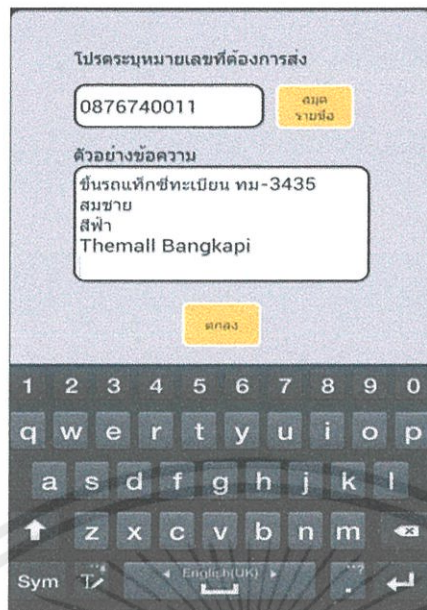 โปรดระบุหมายเลขที่ต้องการส่ง
0876740011
สมุด
รายชื่อ
ตัวอย่างข้อความ
ขึ้นรถแท็กซี่ทะเบียน ทม-3435
สมชาย
สีฟ้า
Themall Bangkapi
ตกลง
1 2 3 4 5 6 7 8 9 0
q w e r t y u i o p
a s d f g h j k l
z x c v b n m
Sym T English(UK) . ?